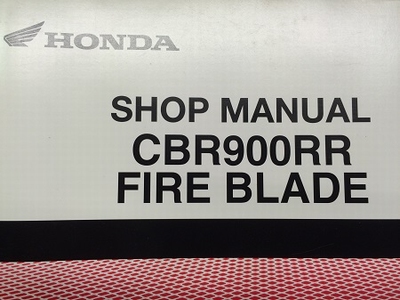 HONDA
SHOP MANUAL
CBR900RR
FIRE BLADE